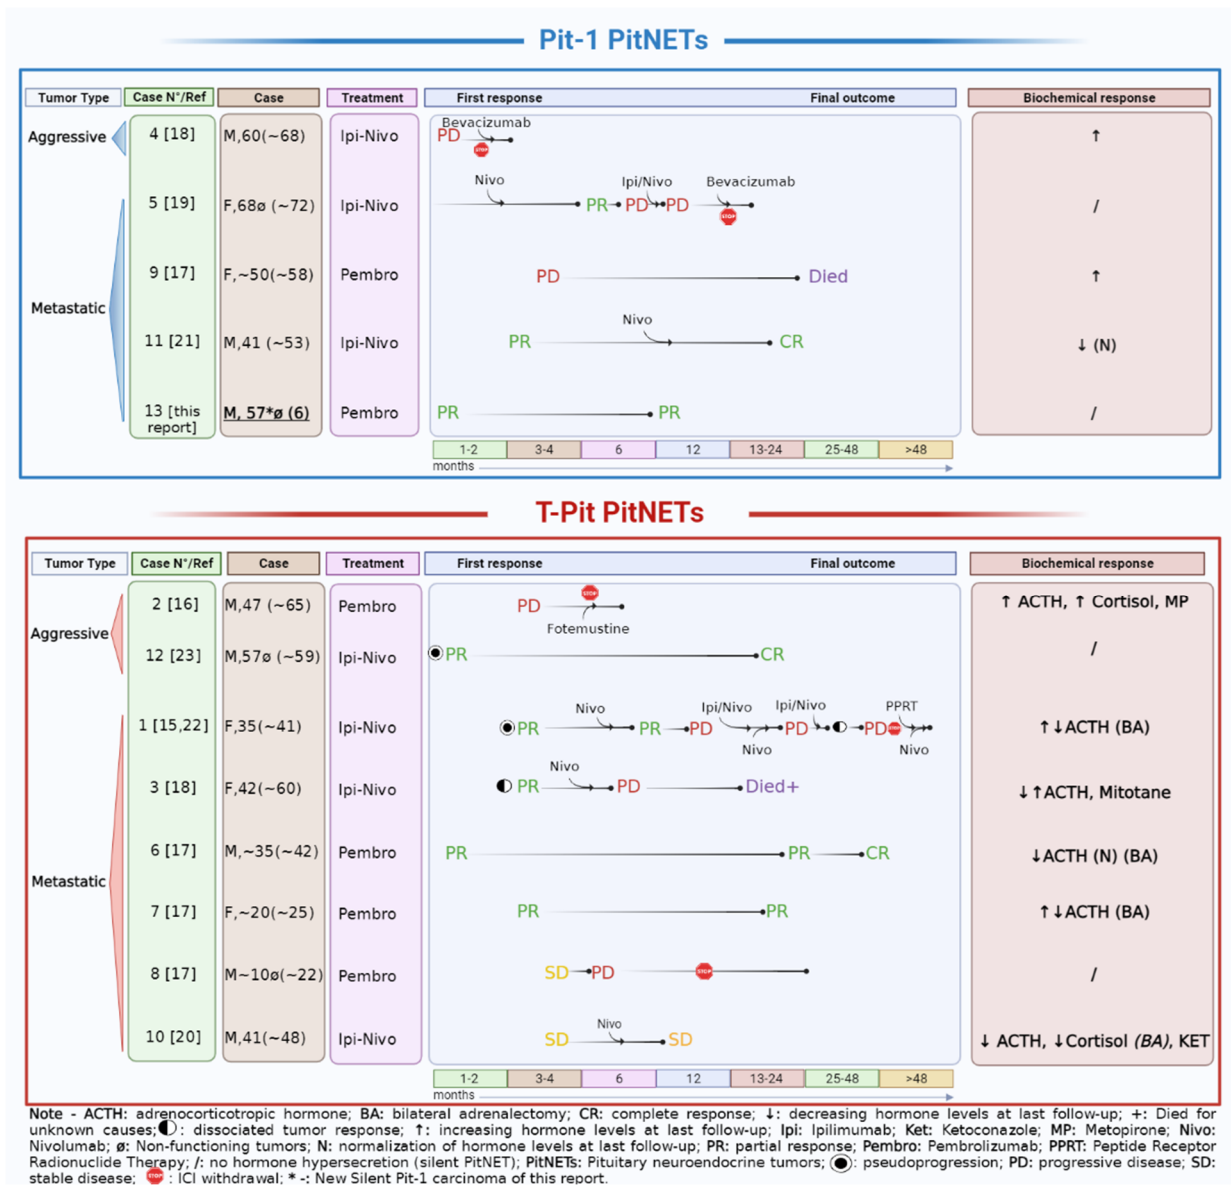 Pit-1 PitNETs
Tumor Type Case N°/Ref Case Treatment First response Final outcome Biochemical response
Aggressive 4 [18] M,60(~68) Ipi-Nivo PD Bevacizumab STOP ↑
5 [19] F,68ø (~72) Ipi-Nivo Nivo PR PD Ipi/Nivo PD Bevacizumab STOP /
9 [17] F,~50(~58) Pembro PD Died ↑
Metastatic
11 [21] M,41 (~53) Ipi-Nivo PR Nivo CR ↓ (N)
13 [this
report] M, 57*ø (6) Pembro PR PR /
1-2 3-4 6 12 13-24 25-48 >48
months
T-Pit PitNETs
Tumor Type Case N°/Ref Case Treatment First response Final outcome Biochemical response
2 [16] M,47 (~65) Pembro PD STOP Fotemustine ↑ ACTH, ↑ Cortisol, MP
Aggressive
12 [23] M,57ø (~59) Ipi-Nivo PR CR /
1 [15,22] F,35(~41) Ipi-Nivo PR Nivo PR PD Ipi/Nivo Nivo PD Ipi/Nivo PD STOP PPRT Nivo ↑↓ACTH (BA)
3 [18] F,42(~60) Ipi-Nivo PR Nivo PD Died+ ↓↑ACTH, Mitotane
6 [17] M,~35(~42) Pembro PR PR CR ↓ACTH (N) (BA)
Metastatic
7 [17] F,~20(~25) Pembro PR PR ↑↓ACTH (BA)
8 [17] M~10ø(~22) Pembro SD PD STOP /
10 [20] M,41(~48) Ipi-Nivo SD Nivo SD ↓ ACTH, ↓Cortisol (BA), KET
1-2 3-4 6 12 13-24 25-48 >48
months
Note - ACTH: adrenocorticotropic hormone; BA: bilateral adrenalectomy; CR: complete response; ↓: decreasing hormone levels at last follow-up; +: Died for
unknown causes; ◐: dissociated tumor response; ↑: increasing hormone levels at last follow-up; Ipi: Ipilimumab; Ket: Ketoconazole; MP: Metopirone; Nivo:
Nivolumab; ø: Non-functioning tumors; N: normalization of hormone levels at last follow-up; PR: partial response; Pembro: Pembrolizumab; PPRT: Peptide Receptor
Radionuclide Therapy; /: no hormone hypersecretion (silent PitNET); PitNETs: Pituitary neuroendocrine tumors; ◉: pseudoprogression; PD: progressive disease; SD:
stable disease; STOP : ICI withdrawal; * -: New Silent Pit-1 carcinoma of this report.